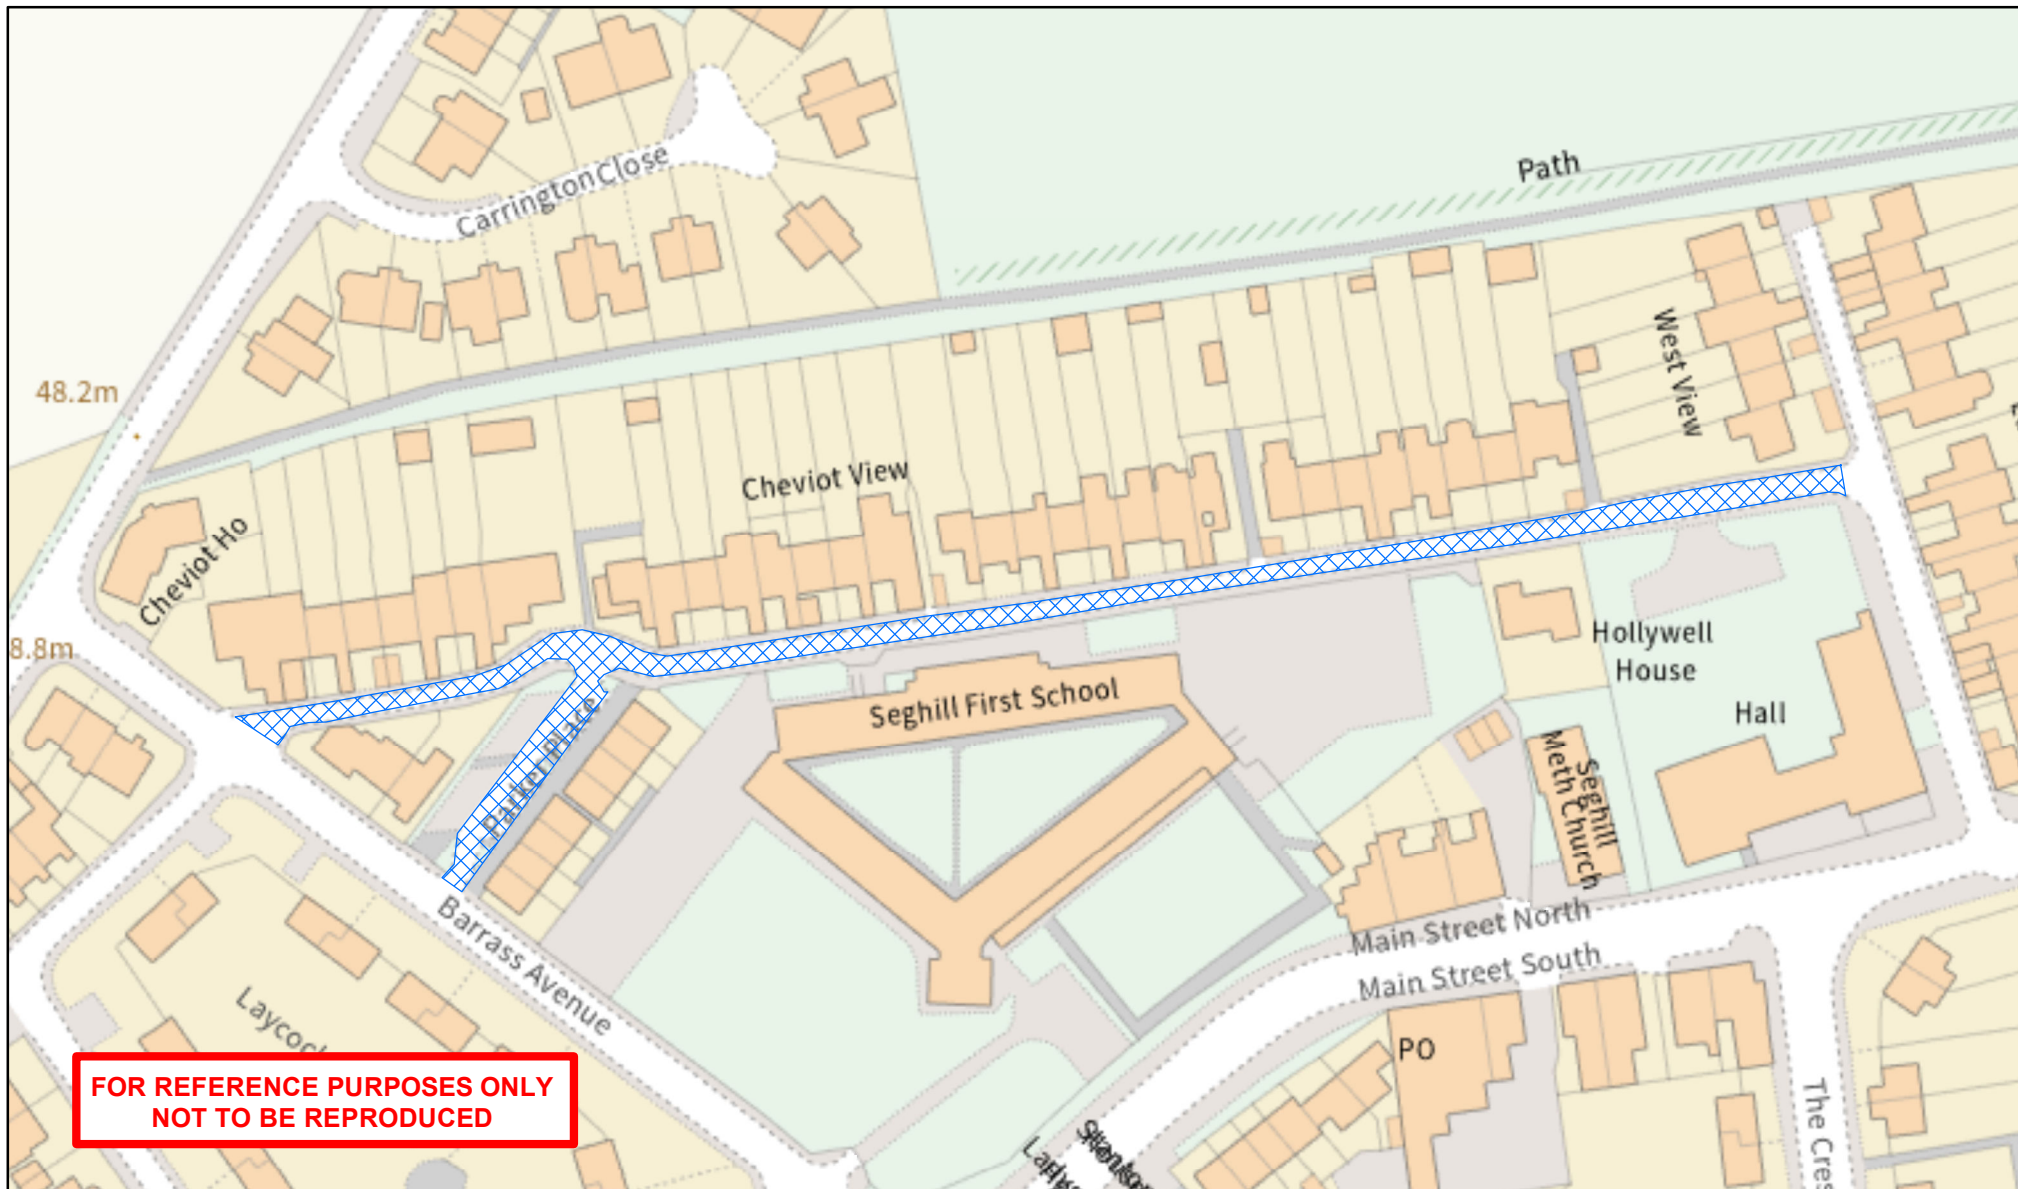 Carrington Close
Path
48.2m
West View
Cheviot View
Cheviot Ho
8.8m
Hollywell
House
Seghill First School
Hall
Parker Place
Seghill
Meth Church
Barrass Avenue
Main Street North
Main Street South
PO
The Cres
FOR REFERENCE PURPOSES ONLY
NOT TO BE REPRODUCED